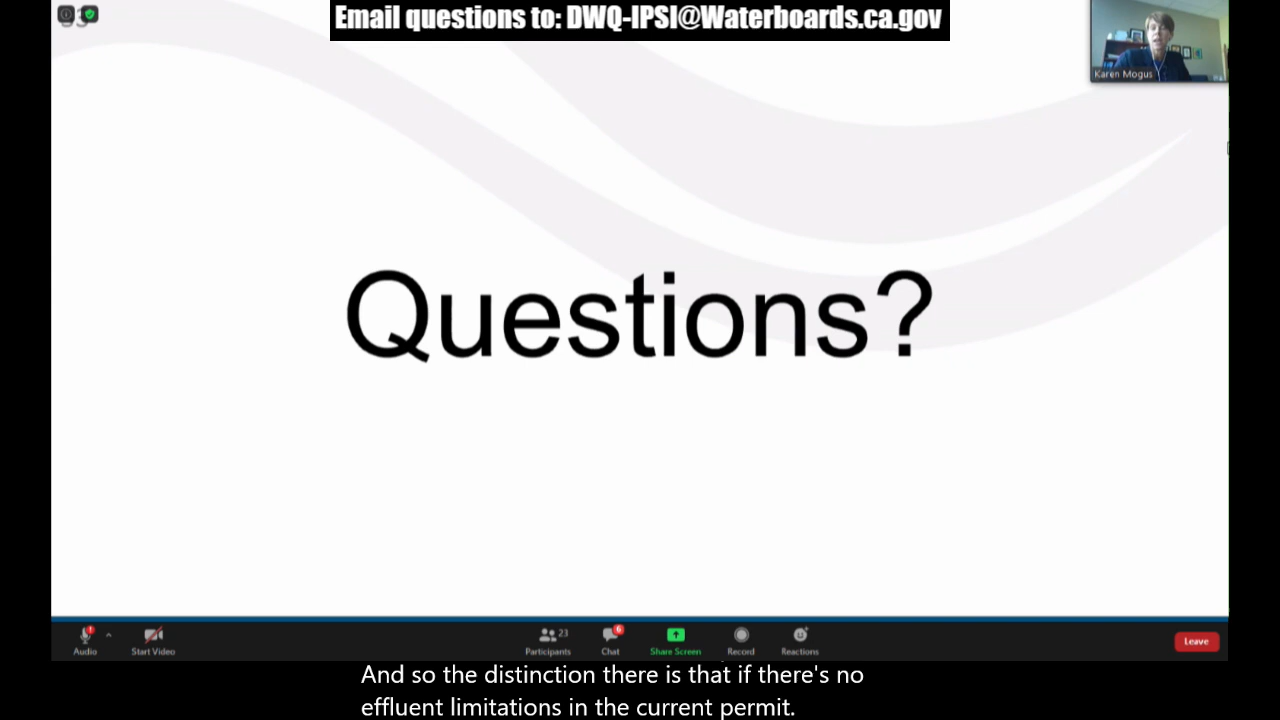 Email questions to: DWQ-IPSI@Waterboards.ca.gov
Karen Mogus
Questions?
23
6
Audio
Start Video
Participants
Chat
Share Screen
Record
Reactions
Leave
And so the distinction there is that if there's no
effluent limitations in the current permit.